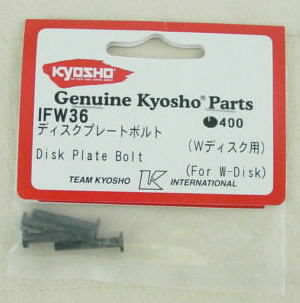 KYOSHO
Genuine Kyosho® Parts
IFW36
400
ディスクプレートボルト
(Wディスク用)
Disk Plate Bolt
(For W-Disk)
TEAM KYOSHO K INTERNATIONAL